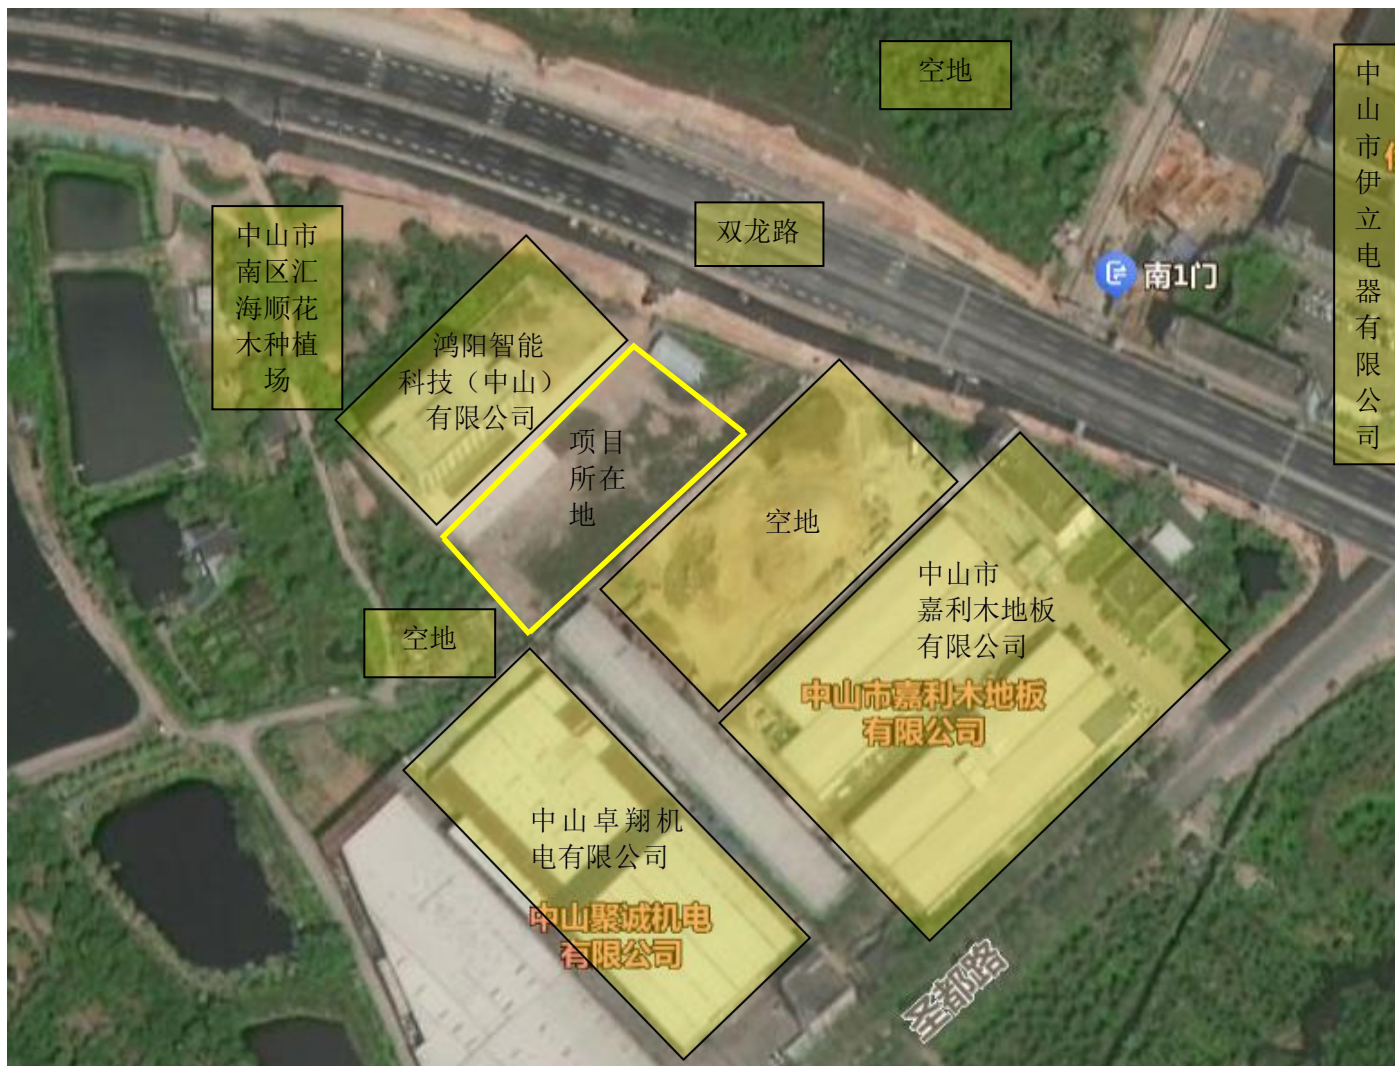 空地
中
山
市
伊
立
电
器
有
限
公
司
双龙路
中山市
南区汇
海顺花
木种植
场
南1门
鸿阳智能
科技（中山）
有限公司
项目
所在
地
空地
中山市
嘉利木地板
有限公司
中山市嘉利木地板
有限公司
空地
中山卓翔机
电有限公司
中山聚诚机电
有限公司
圣都路